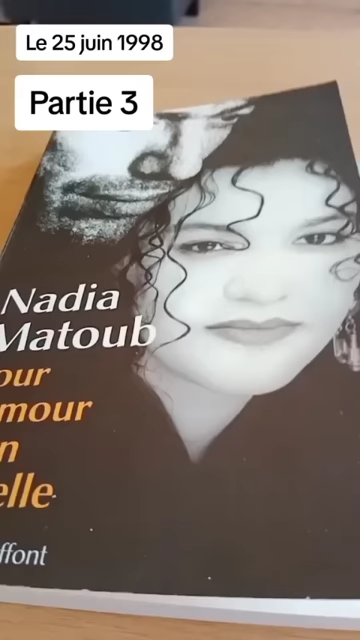 Le 25 juin 1998
Partie 3
Nadia
Matoub
our
mour
n
elle
ffont